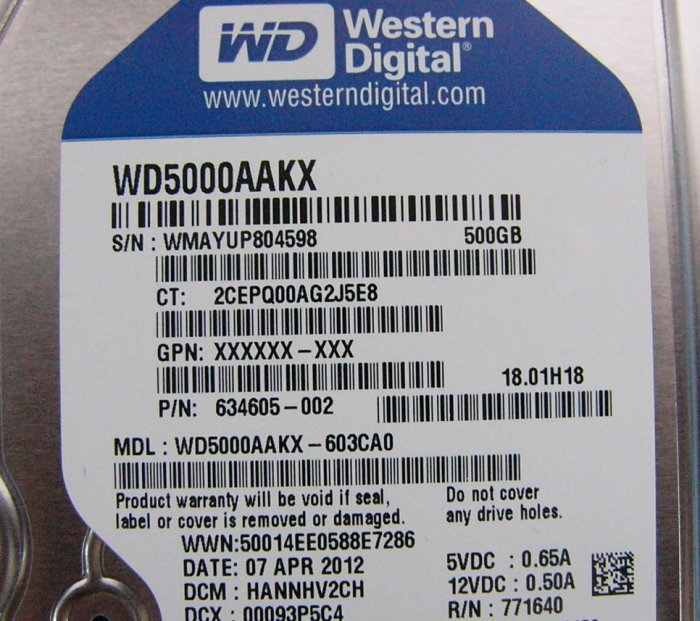 WD Western
Digital®
www.westerndigital.com
WD5000AAKX
S/N : WMAYUP804598 500GB
CT: 2CEPQ00AG2J5E8
GPN: XXXXXX-XXX
18.01H18
P/N: 634605-002
MDL : WD5000AAKX-603CA0
Product warranty will be void if seal,
label or cover is removed or damaged.
Do not cover
any drive holes.
WWN:50014EE0588E7286
DATE: 07 APR 2012
DCM : HANNHV2CH
DCX : 00093P5C4
5VDC : 0.65A
12VDC : 0.50A
R/N : 771640